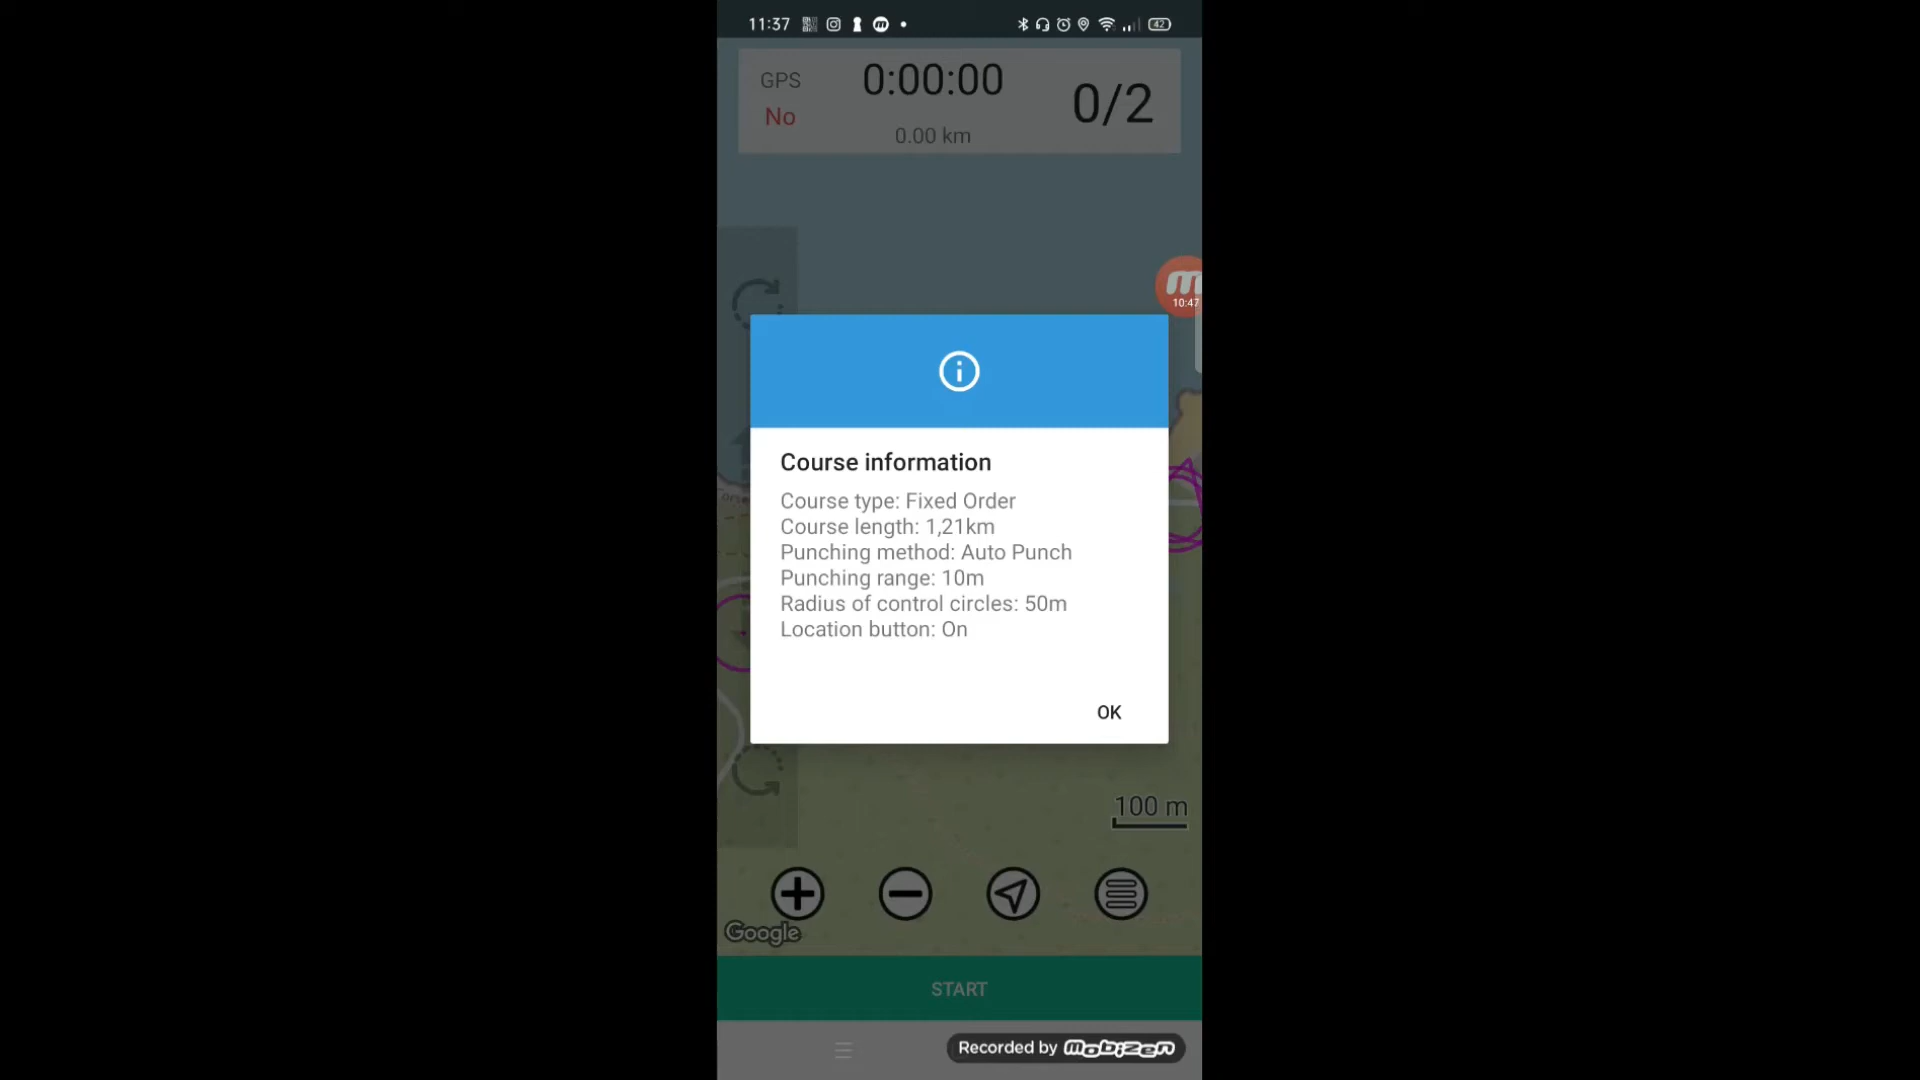 11:37
42
GPS
0:00:00
0/2
No
0.00 km
10:47
Course information
Course type: Fixed Order
Course length: 1,21km
Punching method: Auto Punch
Punching range: 10m
Radius of control circles: 50m
Location button: On
OK
100 m
Google
START
Recorded by Mobizen